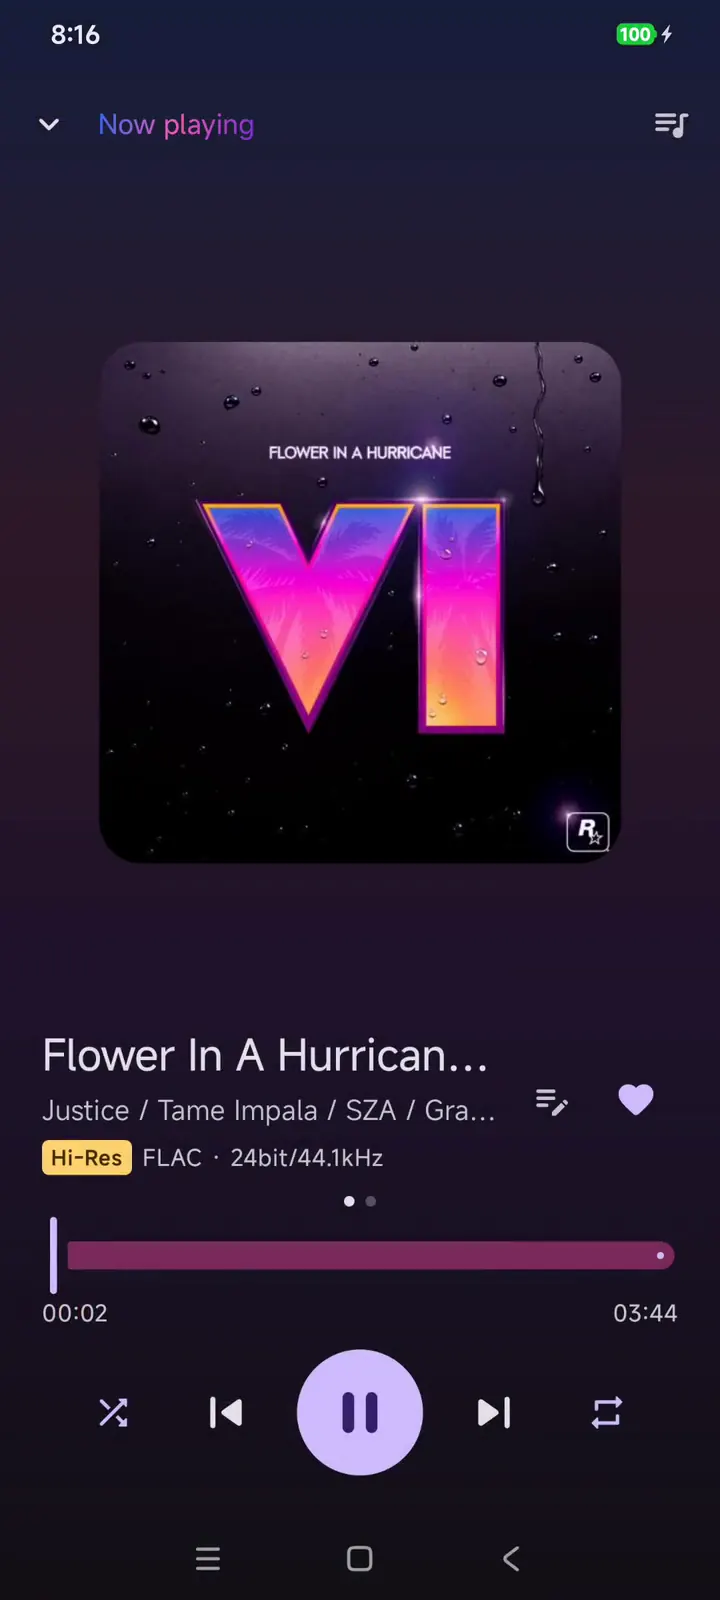 8:16
100
Now playing
FLOWER IN A HURRICANE
VI
R
Flower In A Hurrican...
Justice / Tame Impala / SZA / Gra...
Hi-Res FLAC · 24bit/44.1kHz
00:02 03:44